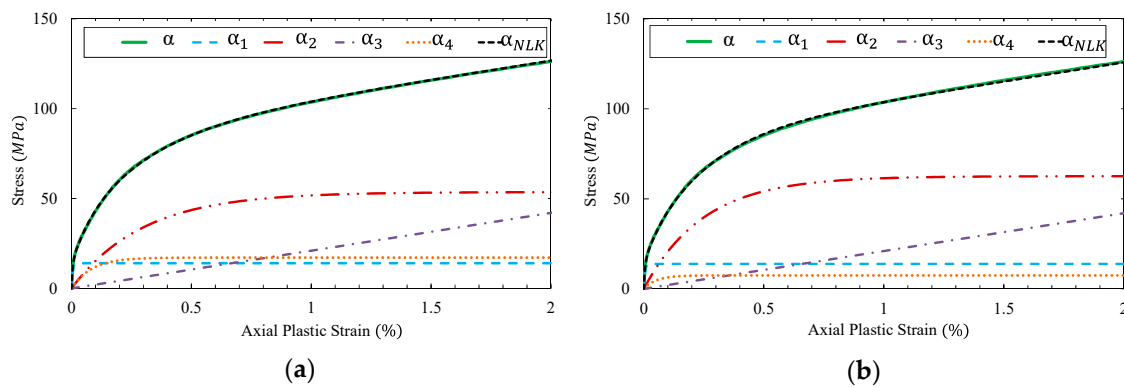 150
α α₁ α₂ α₃ α₄ α_NLK
100
50
0
Stress (MPa)
0 0.5 1 1.5 2
Axial Plastic Strain (%)
(a)
150
α α₁ α₂ α₃ α₄ α_NLK
100
50
0
Stress (MPa)
0 0.5 1 1.5 2
Axial Plastic Strain (%)
(b)